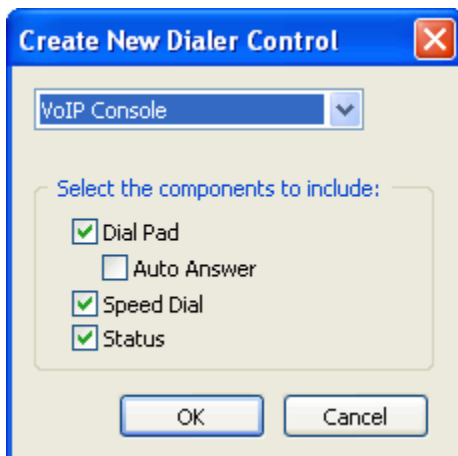 Create New Dialer Control
VoIP Console
Select the components to include:
Dial Pad
Auto Answer
Speed Dial
Status
OK
Cancel